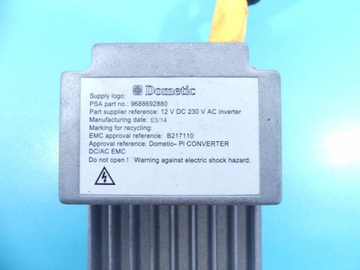 Supply logo: Dometic
PSA part no.: 9688692880
Part supplier reference: 12 V DC 230 V AC inverter
Manufacturing date: 03/14
Marking for recycling:
EMC approval reference: B217110
Approval reference: Dometic- PI CONVERTER
DC/AC EMC
Do not open ! Warning against electric shock hazard.